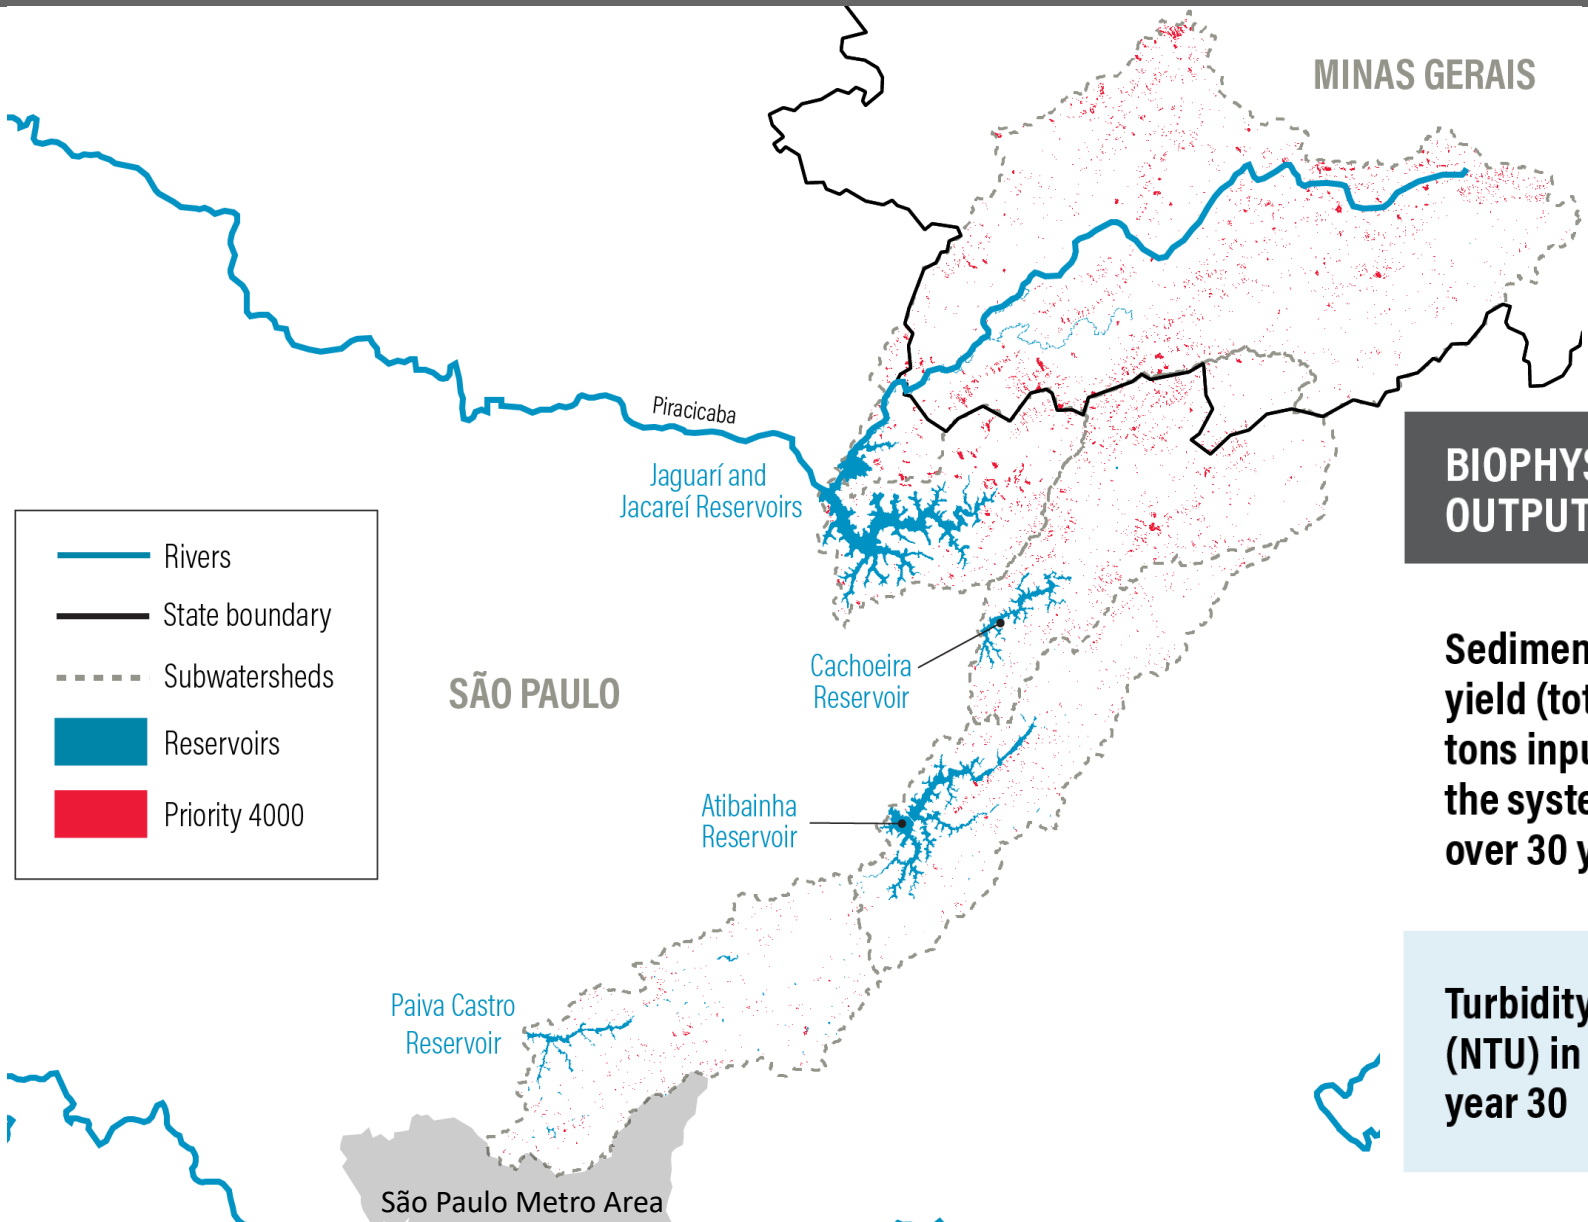 MINAS GERAIS
Piracicaba
Jaguarí and
Jacareí Reservoirs
Rivers
State boundary
Subwatersheds
Reservoirs
Priority 4000
SÃO PAULO
Cachoeira
Reservoir
Atibainha
Reservoir
Paiva Castro
Reservoir
São Paulo Metro Area
BIOPHYS
OUTPUT
Sedimen
yield (tot
tons inpu
the syste
over 30 y
Turbidity
(NTU) in
year 30